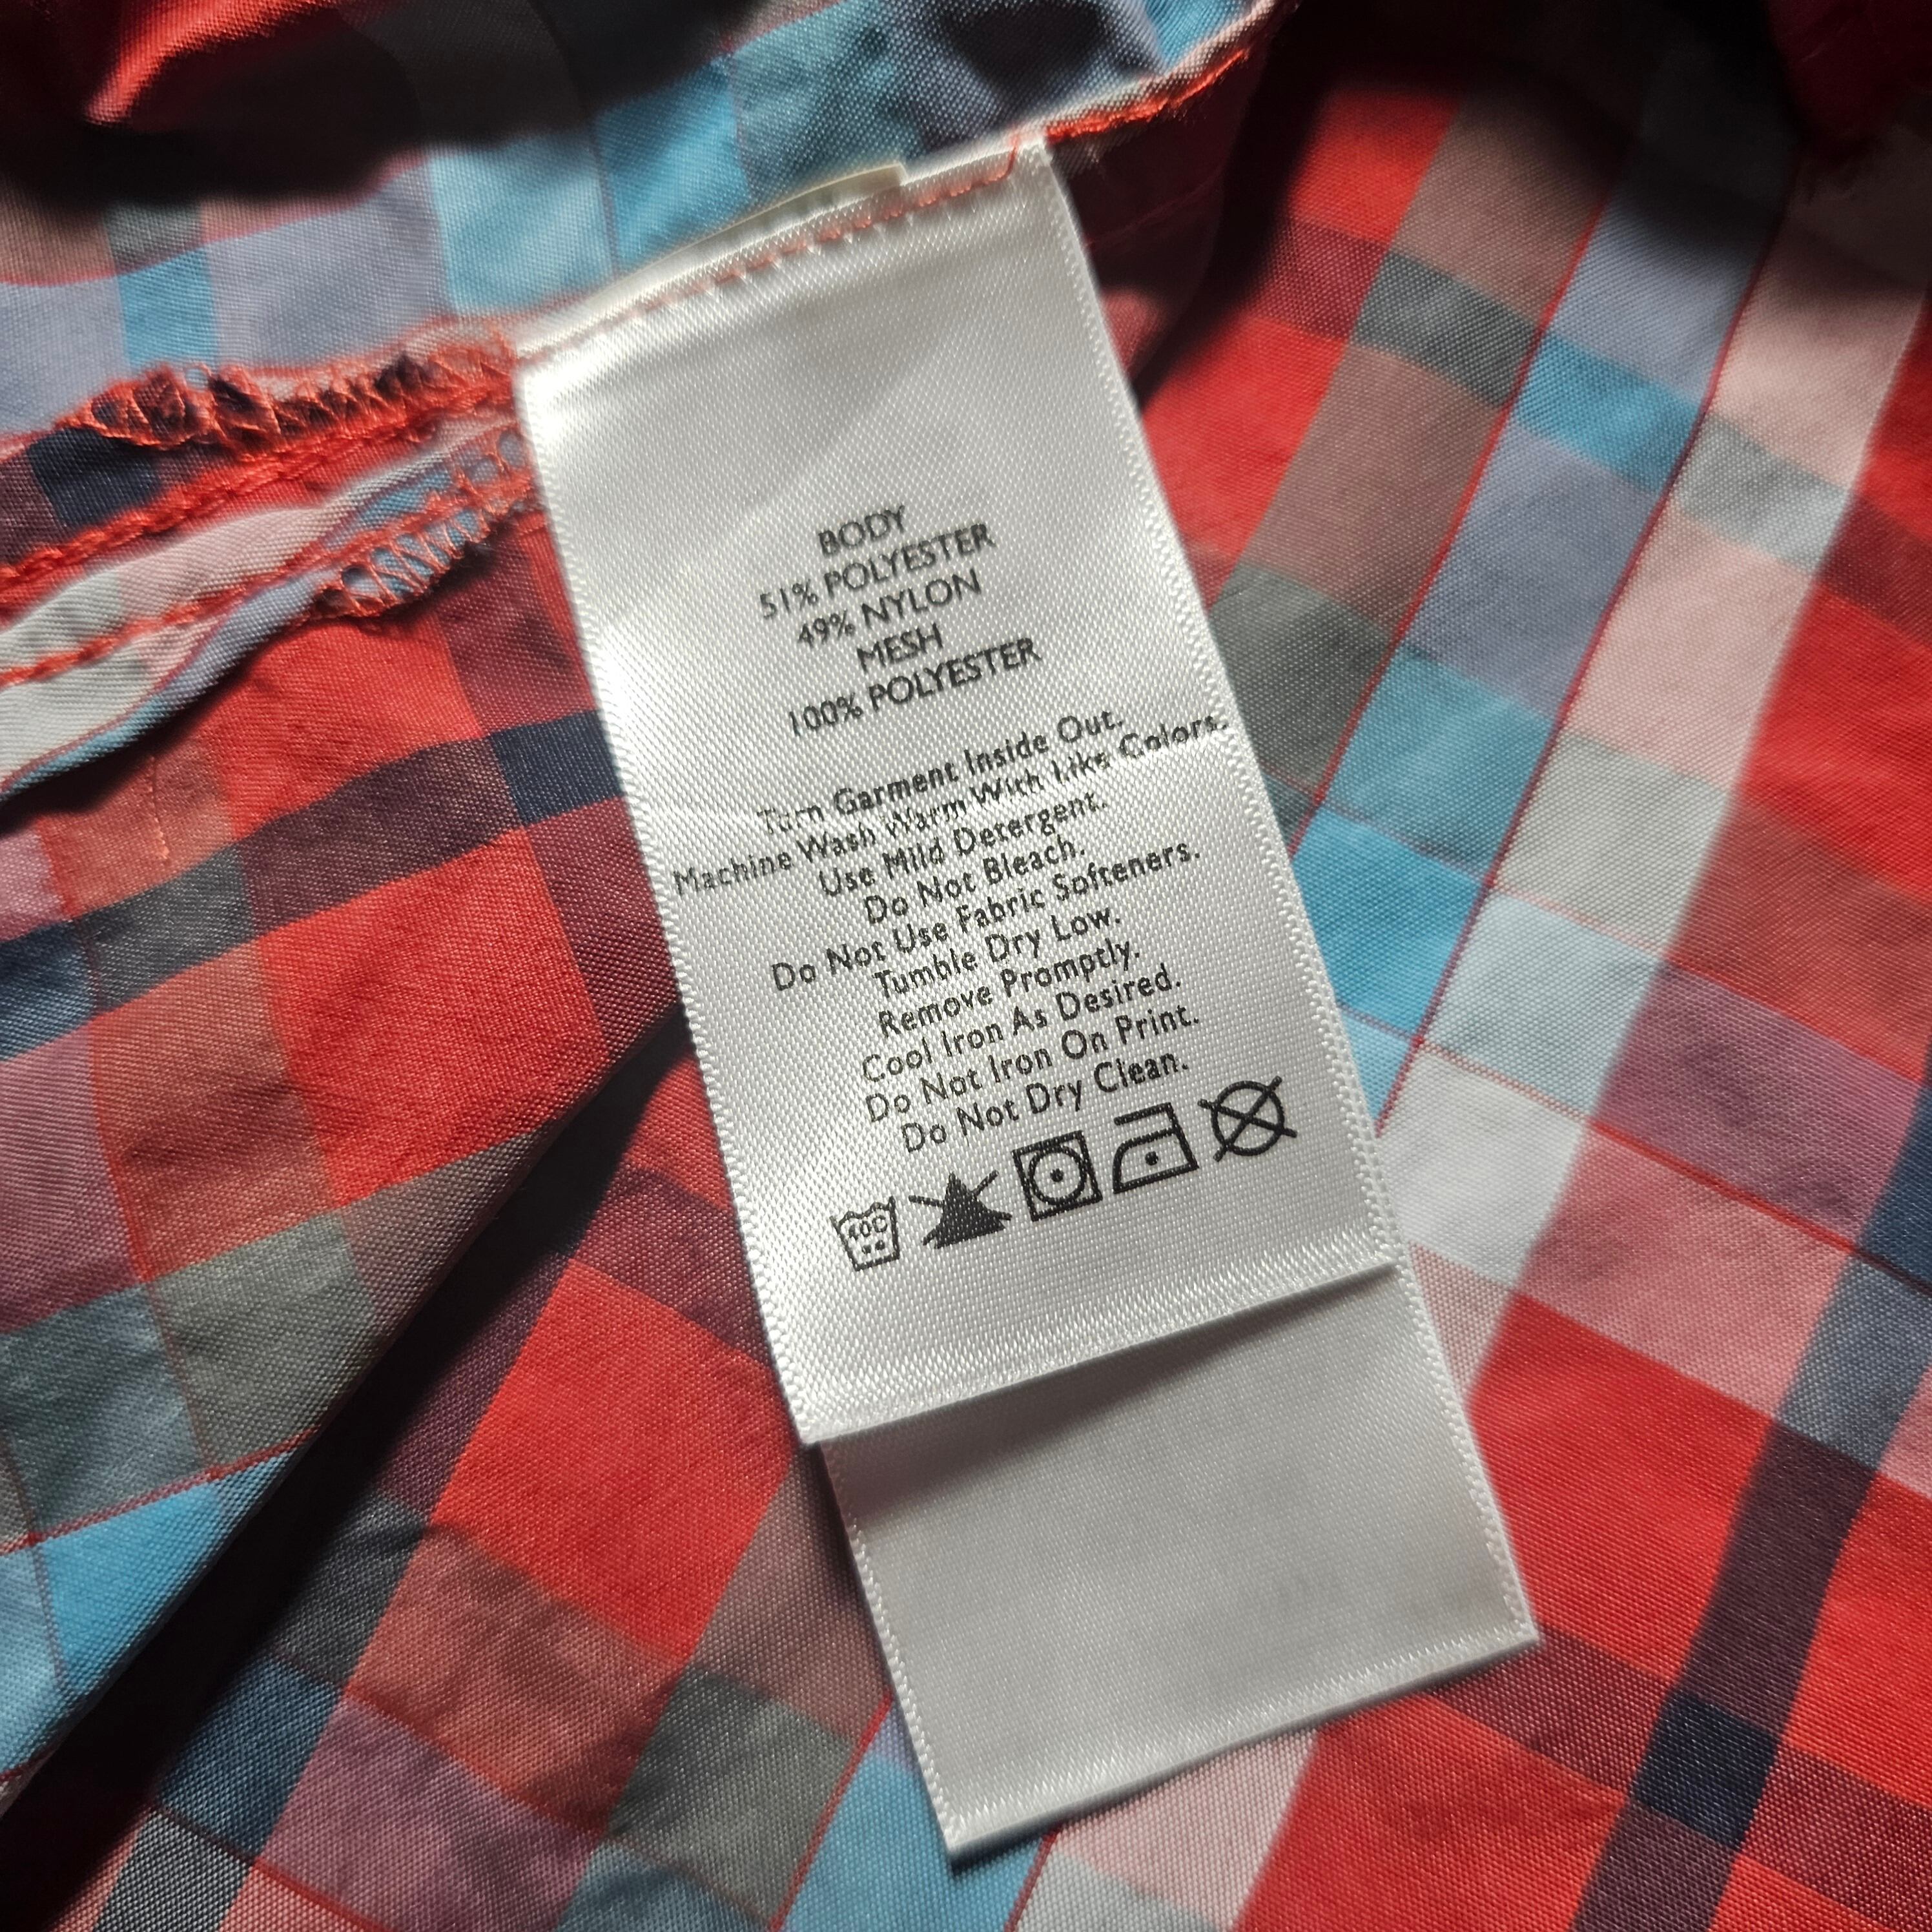 BODY
51% POLYESTER
49% NYLON
MESH
100% POLYESTER
Turn Garment Inside Out.
Machine Wash Warm With Like Colors.
Use Mild Detergent.
Do Not Bleach.
Do Not Use Fabric Softeners.
Tumble Dry Low.
Remove Promptly.
Cool Iron As Desired.
Do Not Iron On Print.
Do Not Dry Clean.